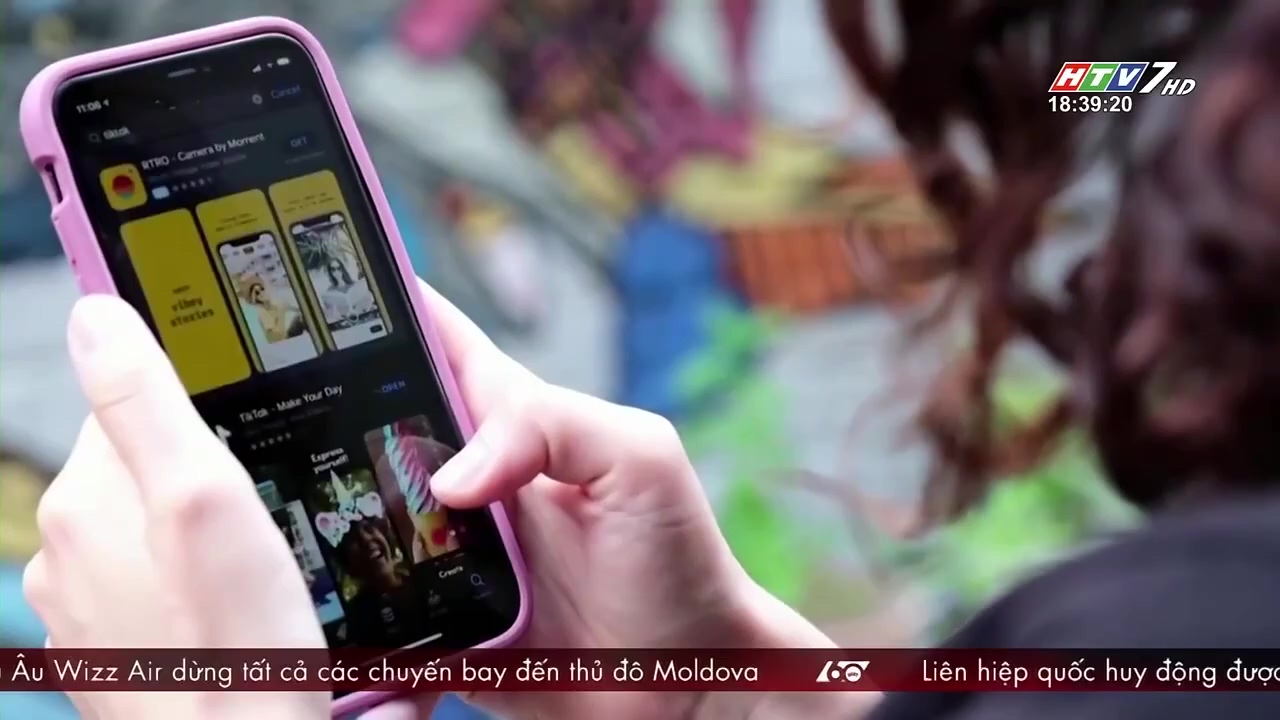 HTV7 HD
18:39:20
11:08
Cancel
tiktok
RTRO - Camera by Moment
GET
vibey
stories
TikTok - Make Your Day
OPEN
Express
yourself!
Create
Âu Wizz Air dừng tất cả các chuyến bay đến thủ đô Moldova
60
Liên hiệp quốc huy động được